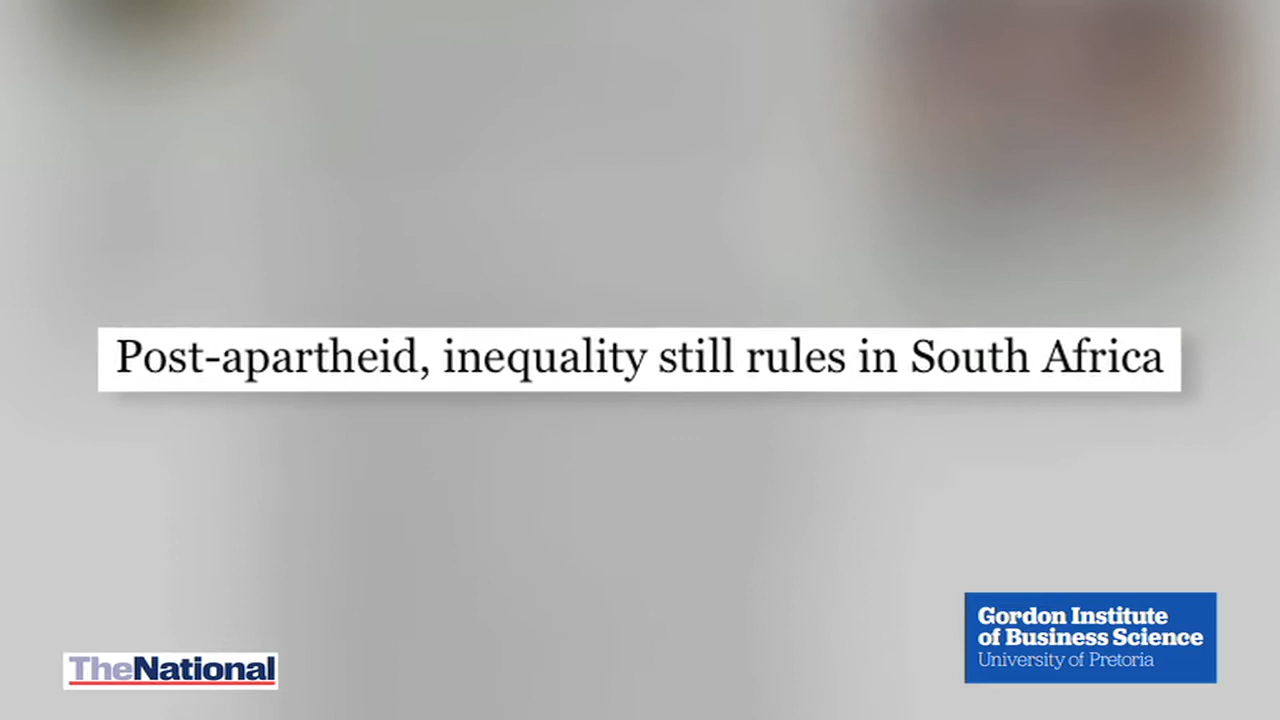 Post-apartheid, inequality still rules in South Africa
TheNational
Gordon Institute
of Business Science
University of Pretoria